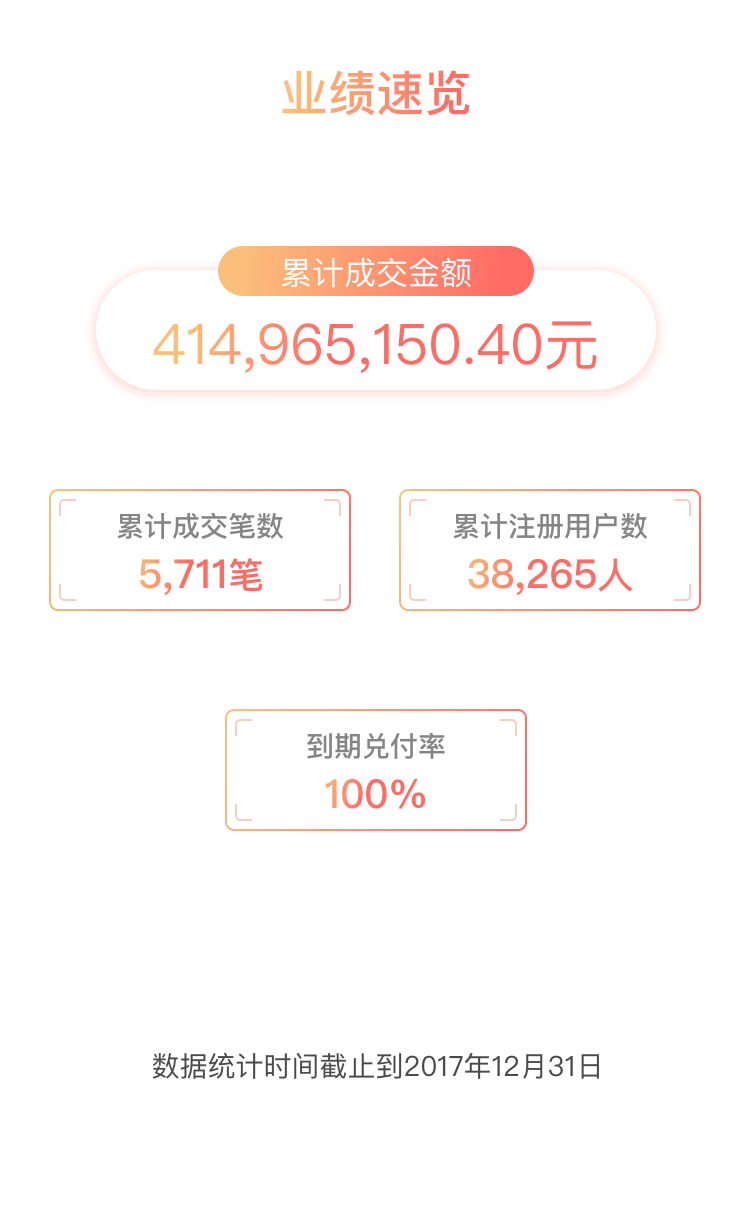 业绩速览
累计成交金额
414,965,150.40元
累计成交笔数
5,711笔
累计注册用户数
38,265人
到期兑付率
100%
数据统计时间截止到2017年12月31日